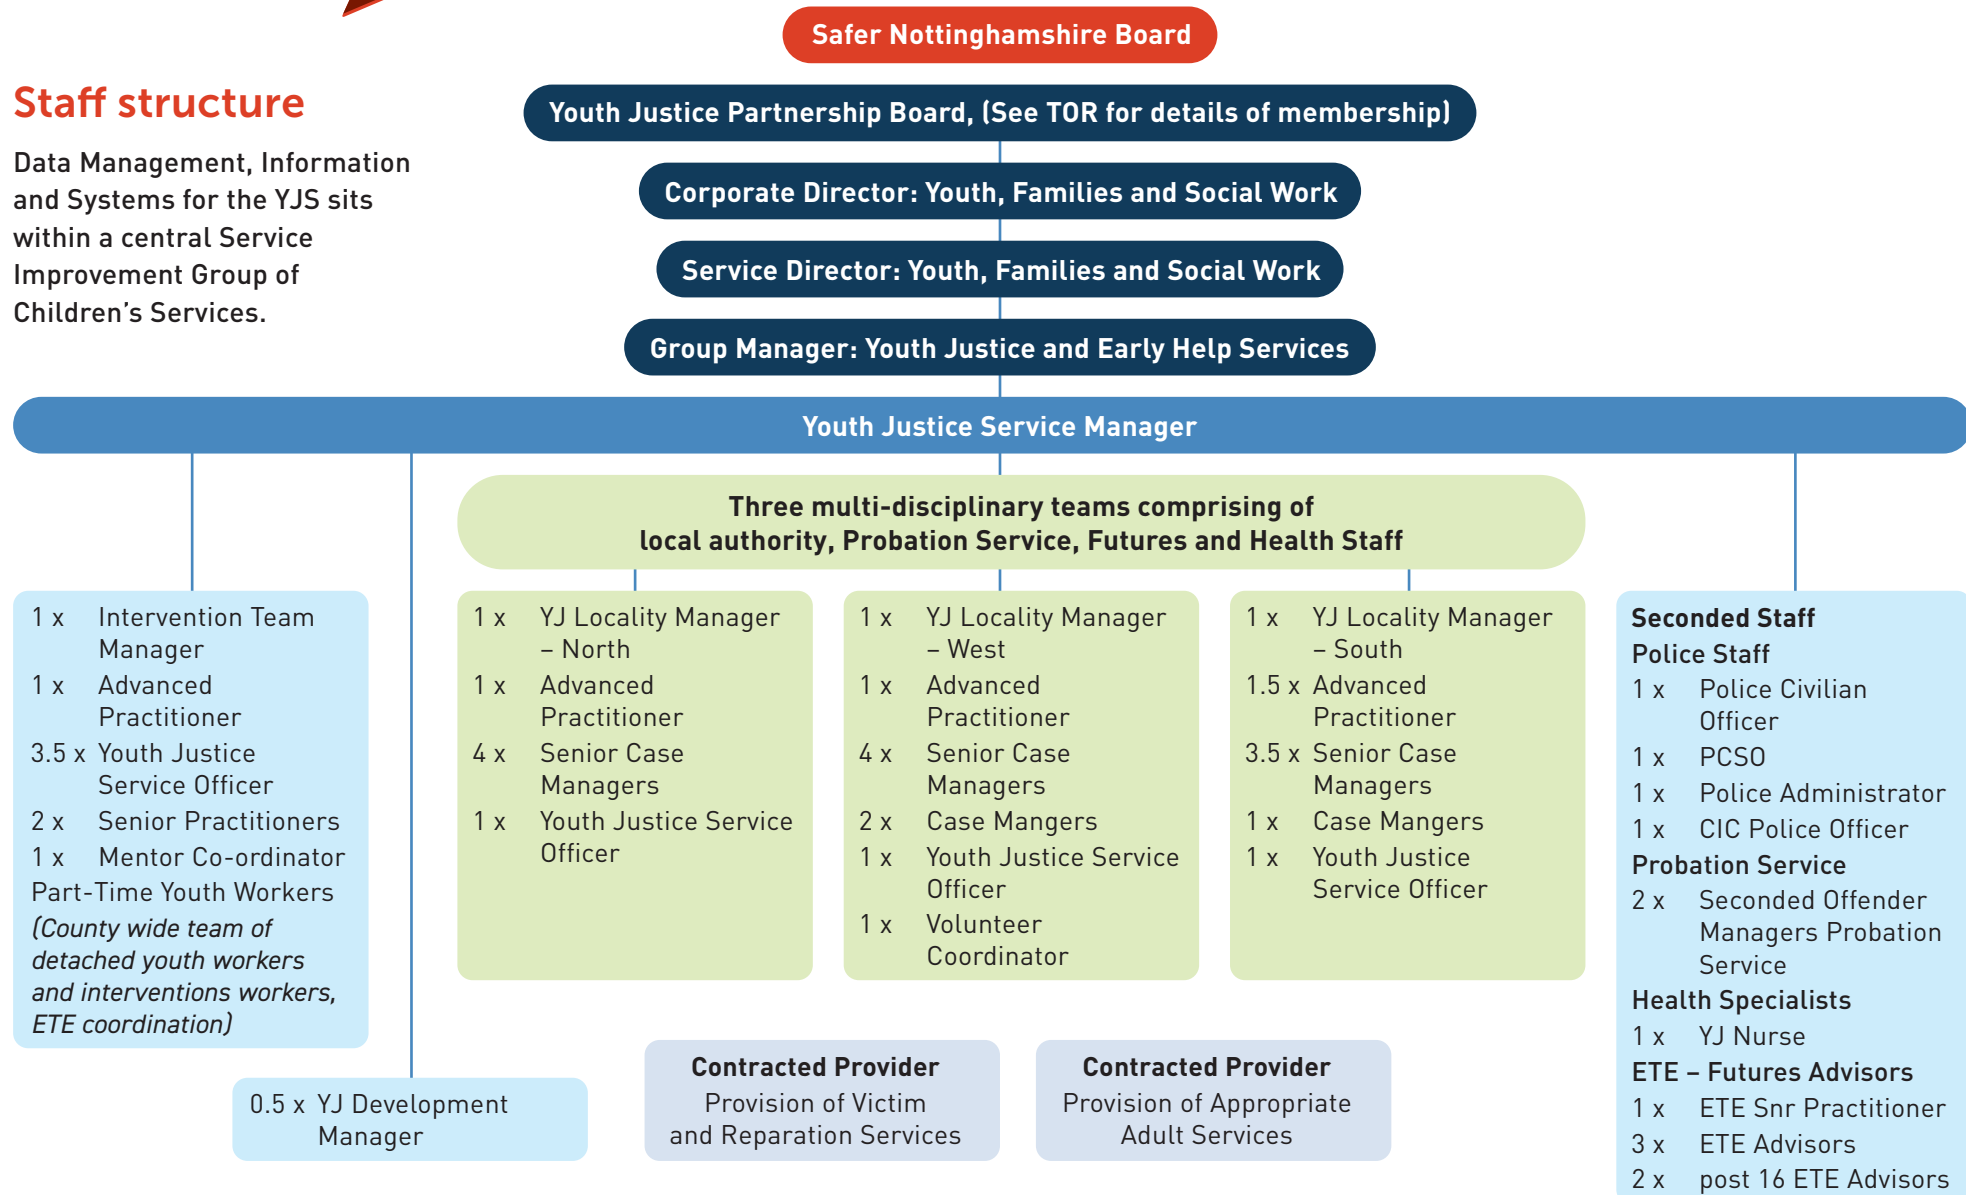 Safer Nottinghamshire Board
Staff structure
Data Management, Information
and Systems for the YJS sits
within a central Service
Improvement Group of
Children’s Services.
Youth Justice Partnership Board, (See TOR for details of membership)
Corporate Director: Youth, Families and Social Work
Service Director: Youth, Families and Social Work
Group Manager: Youth Justice and Early Help Services
Youth Justice Service Manager
Three multi-disciplinary teams comprising of
local authority, Probation Service, Futures and Health Staff
1 x Intervention Team
Manager
1 x Advanced
Practitioner
3.5 x Youth Justice
Service Officer
2 x Senior Practitioners
1 x Mentor Co-ordinator
Part-Time Youth Workers
(County wide team of
detached youth workers
and interventions workers,
ETE coordination)
0.5 x YJ Development
Manager
1 x YJ Locality Manager
– North
1 x Advanced
Practitioner
4 x Senior Case
Managers
1 x Youth Justice Service
Officer
1 x YJ Locality Manager
– West
1 x Advanced
Practitioner
4 x Senior Case
Managers
2 x Case Mangers
1 x Youth Justice Service
Officer
1 x Volunteer
Coordinator
1 x YJ Locality Manager
– South
1.5 x Advanced
Practitioner
3.5 x Senior Case
Managers
1 x Case Mangers
1 x Youth Justice
Service Officer
Contracted Provider
Provision of Victim
and Reparation Services
Contracted Provider
Provision of Appropriate
Adult Services
Seconded Staff
Police Staff
1 x Police Civilian
Officer
1 x PCSO
1 x Police Administrator
1 x CIC Police Officer
Probation Service
2 x Seconded Offender
Managers Probation
Service
Health Specialists
1 x YJ Nurse
ETE – Futures Advisors
1 x ETE Snr Practitioner
3 x ETE Advisors
2 x post 16 ETE Advisors